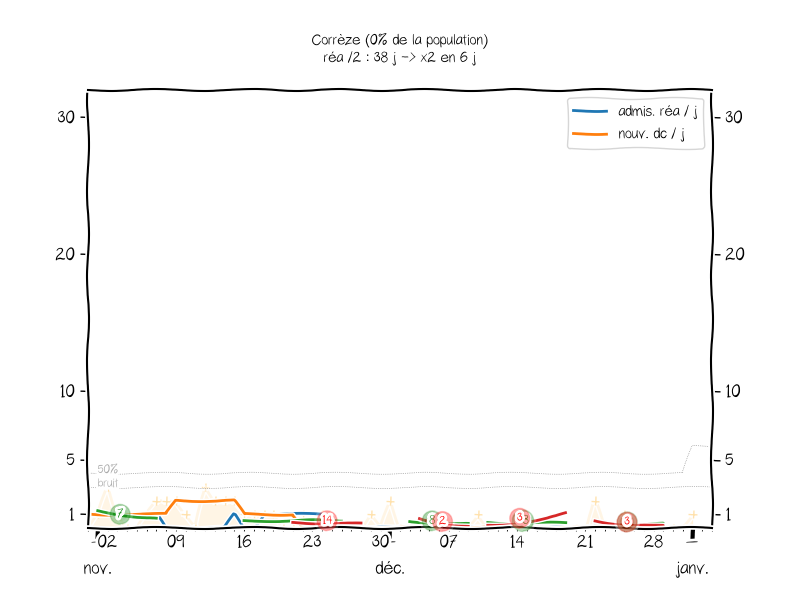 Corrèze (0% de la population)
réa /2 : 38 j -> x2 en 6 j
admis. réa / j
nouv. dc / j
30 30
20 20
10 10
5 5
1 1
50%
bruit
7 14 8 2 3 3
02 09 16 23 30 07 14 21 28
nov. déc. janv.